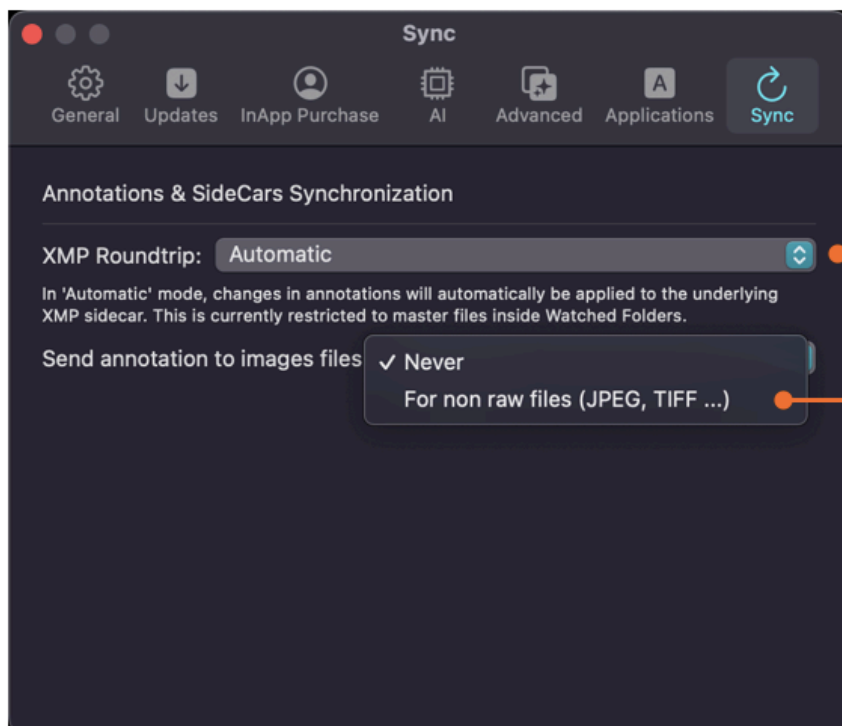 Sync
General Updates InApp Purchase AI Advanced A Applications Sync
Annotations & SideCars Synchronization
XMP Roundtrip: Automatic
In 'Automatic' mode, changes in annotations will automatically be applied to the underlying
XMP sidecar. This is currently restricted to master files inside Watched Folders.
Send annotation to images files ✓ Never
For non raw files (JPEG, TIFF ...)